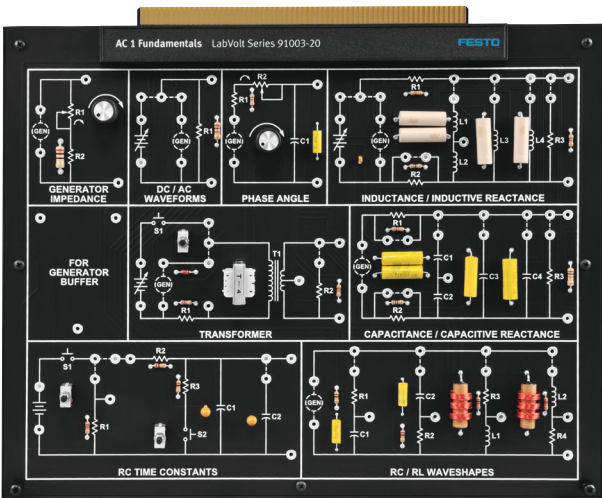 AC 1 Fundamentals LabVolt Series 91003-20 FESTO
R1
GEN
R2
GENERATOR
IMPEDANCE
GEN
R1
DC / AC
WAVEFORMS
R2
R1
GEN
C1
PHASE ANGLE
R1
GEN
L1
L2
L3
L4
R3
R2
INDUCTANCE / INDUCTIVE REACTANCE
FOR
GENERATOR
BUFFER
S1
GEN
T1
R1
R2
TRANSFORMER
R1
GEN
C1
C2
C3
C4
R3
R2
CAPACITANCE / CAPACITIVE REACTANCE
S1
R2
R3
R1
S2
C1
C2
RC TIME CONSTANTS
GEN
R1
C1
C2
R2
R3
L1
L2
R4
RC / RL WAVESHAPES